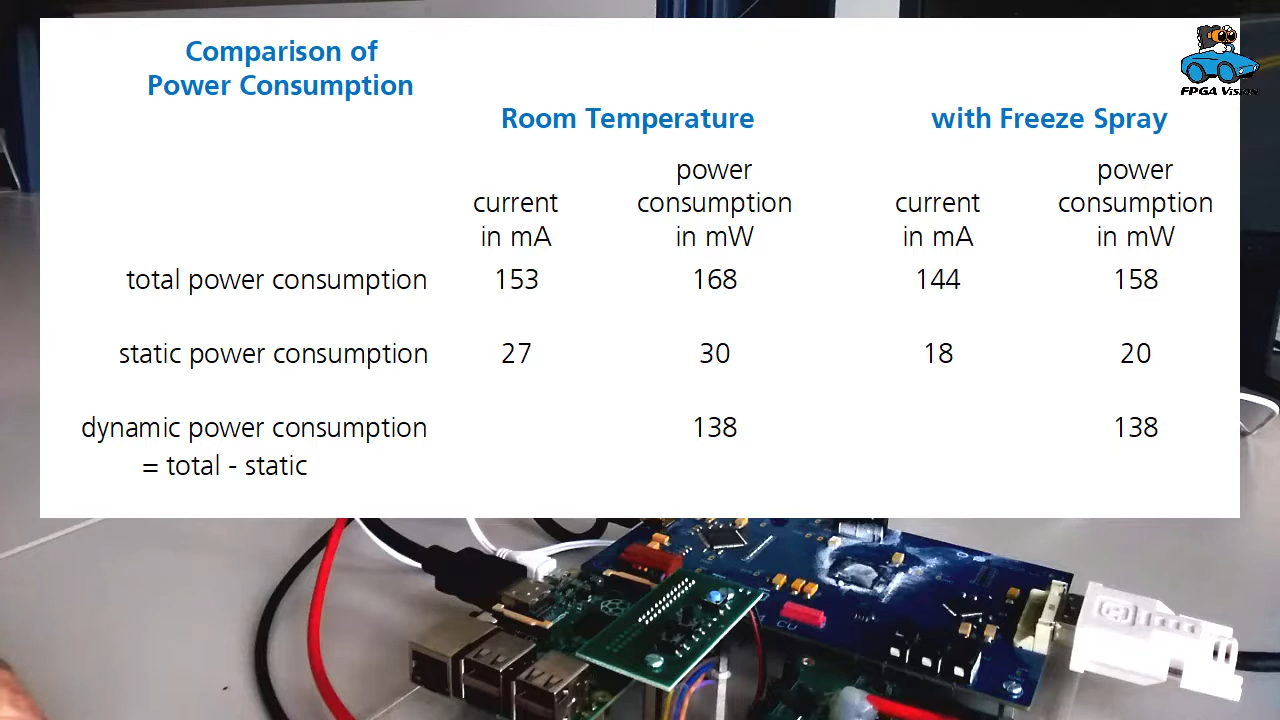 Comparison of
Power Consumption
FPGA Vision
Room Temperature
with Freeze Spray
current
in mA
power
consumption
in mW
current
in mA
power
consumption
in mW
total power consumption 153 168 144 158
static power consumption 27 30 18 20
dynamic power consumption 138 138
= total - static
CU